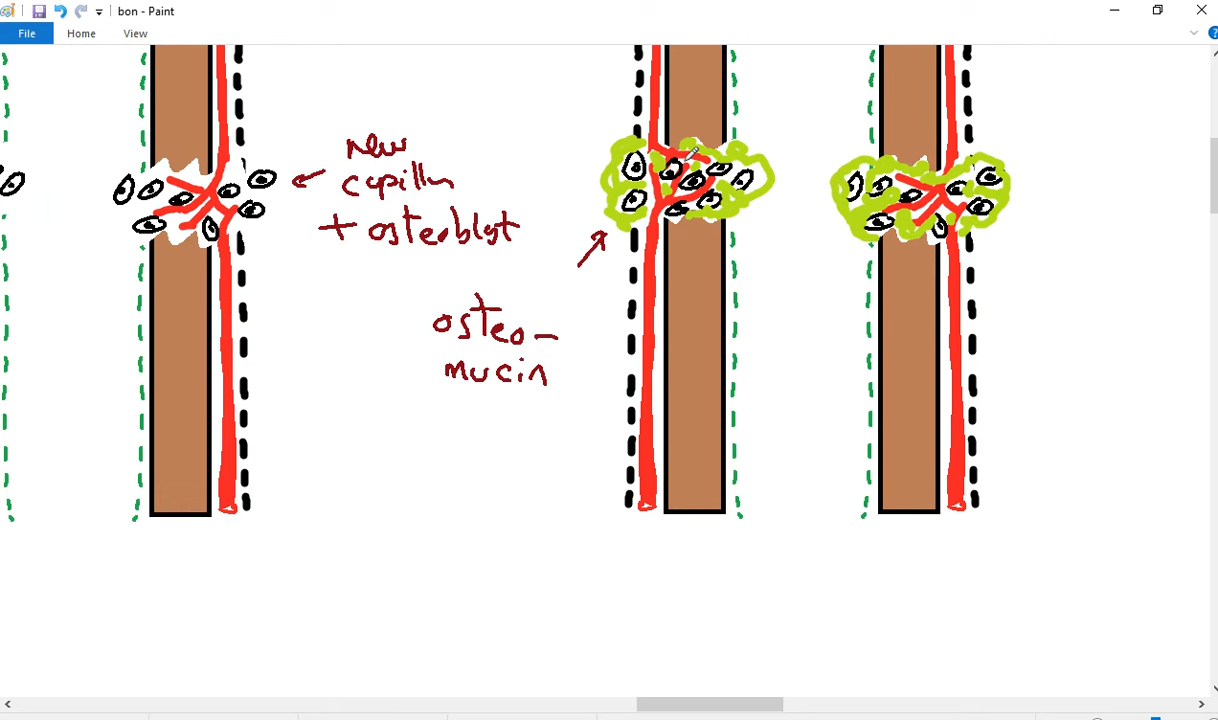 bon - Paint
File Home View
New
capillry
+ osteoblst
osteo-
mucin